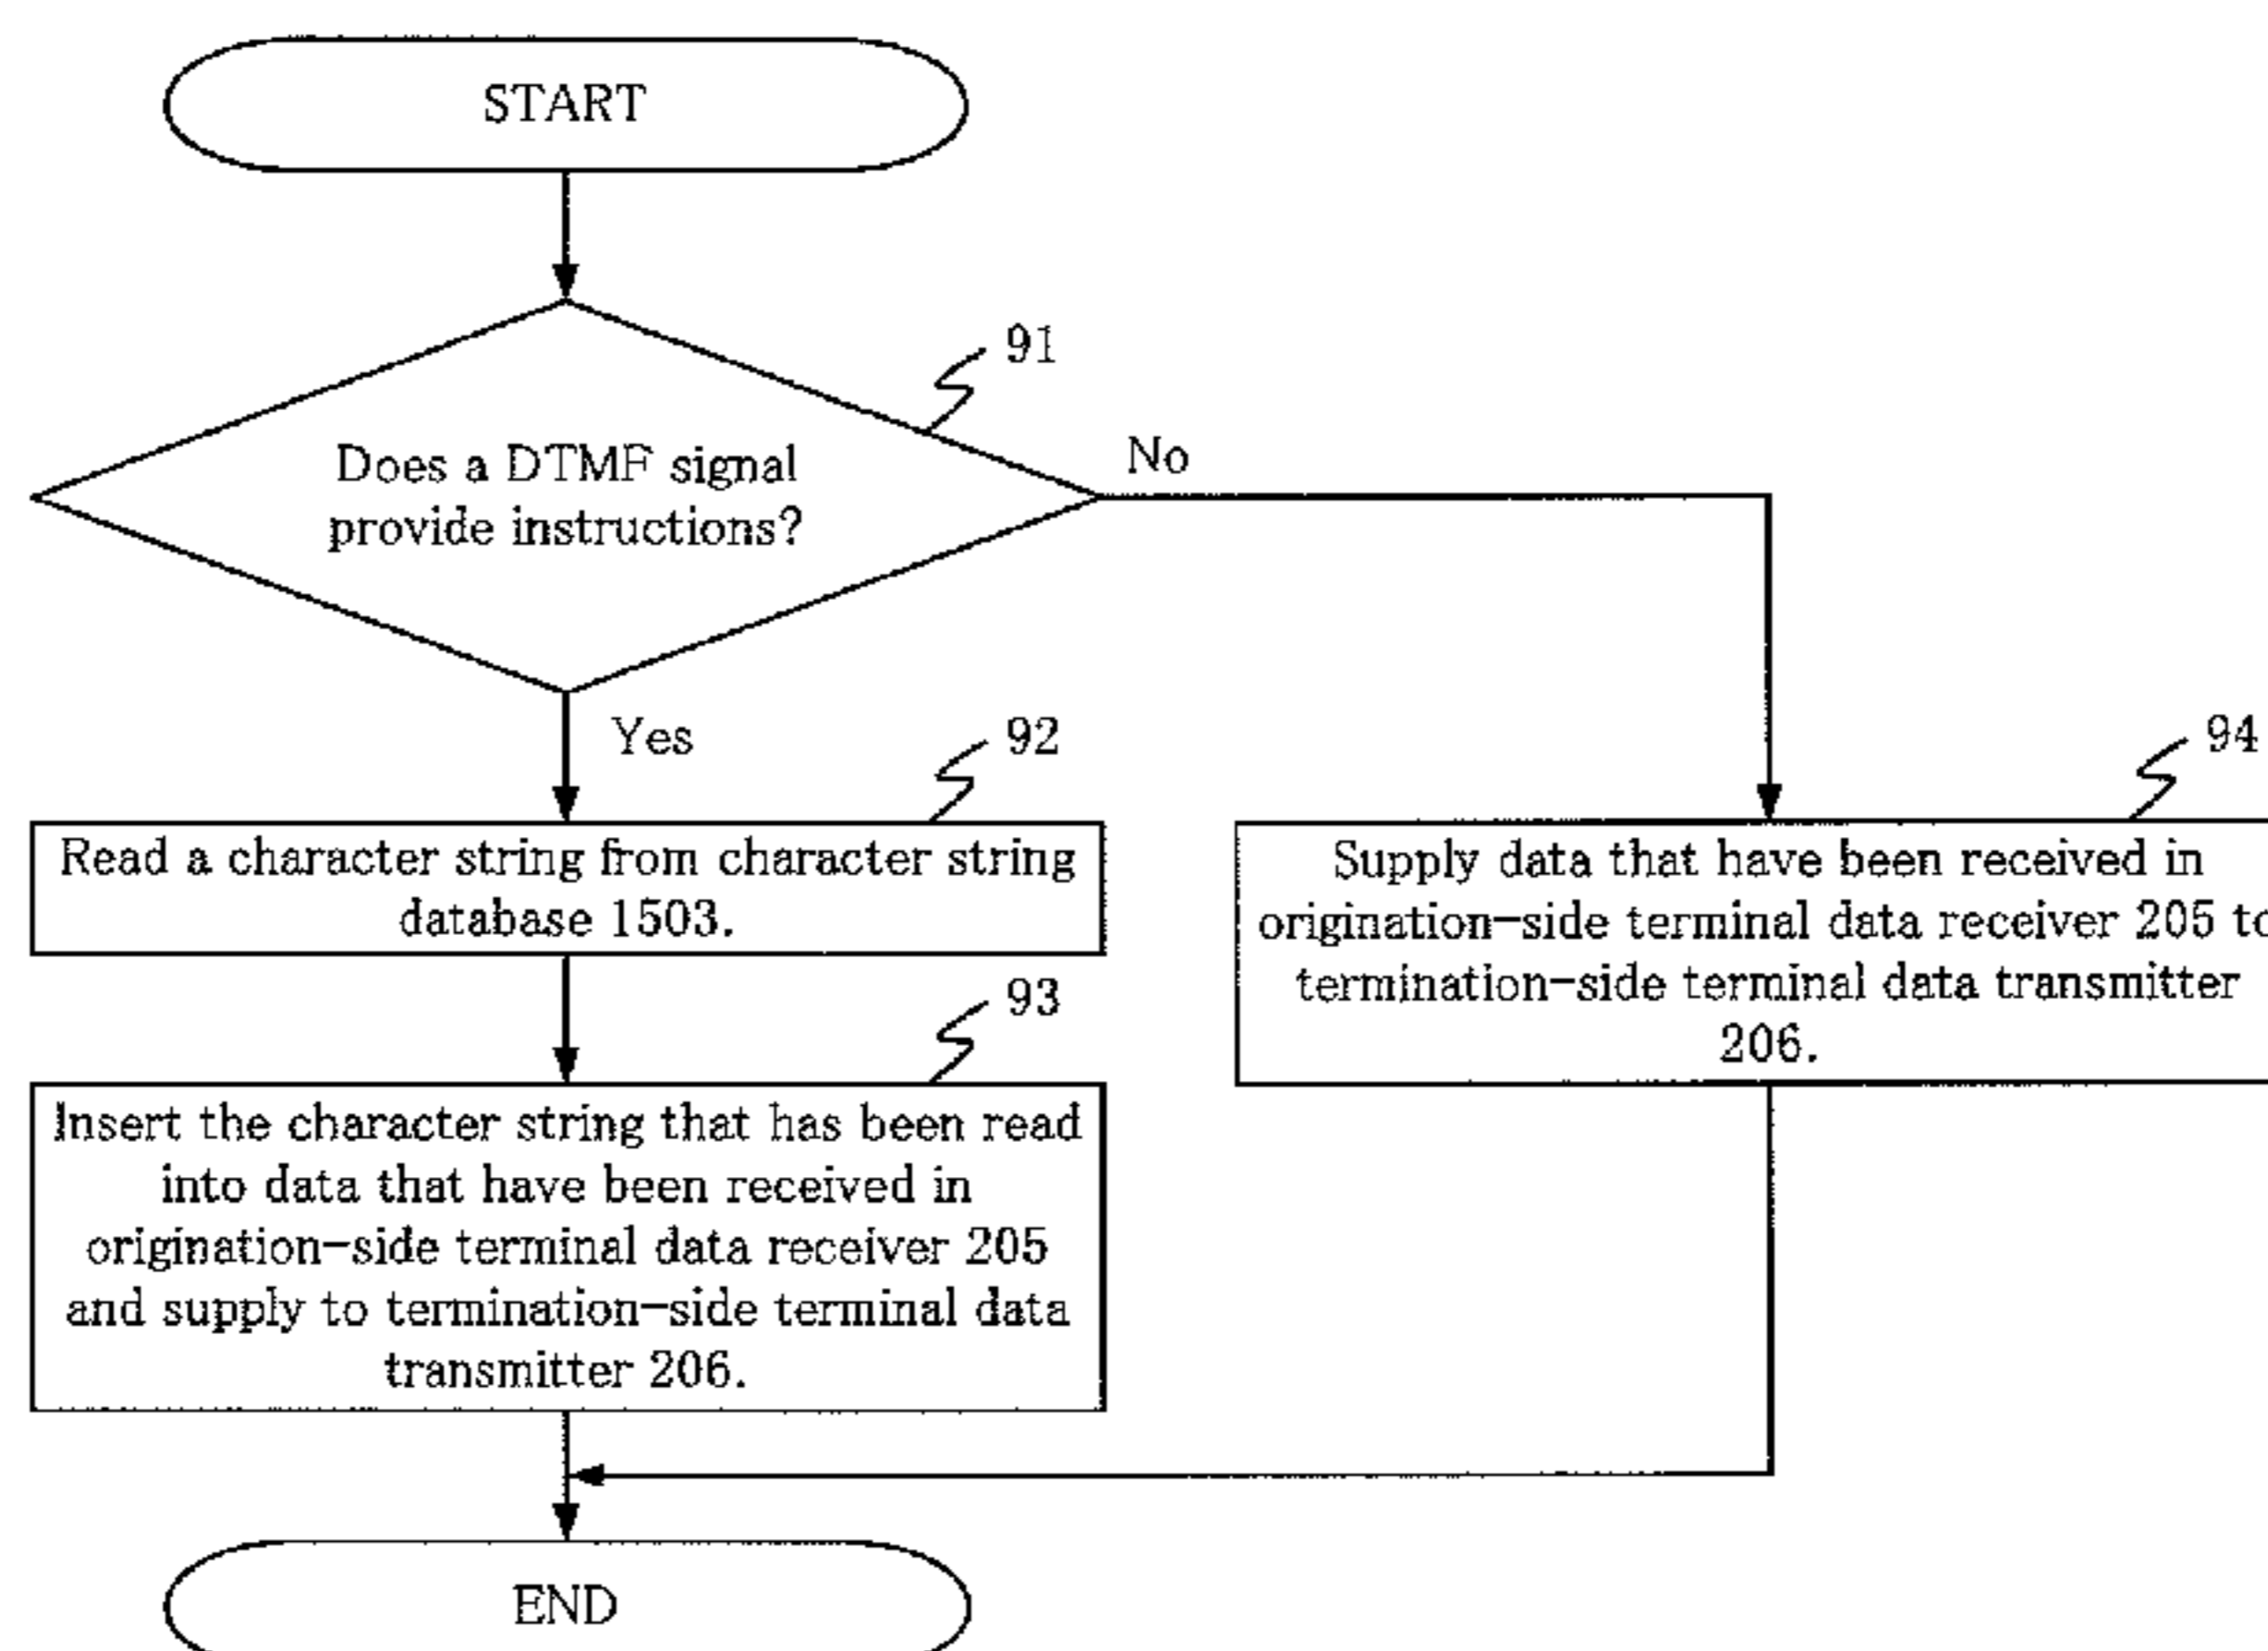 START
91
Does a DTMF signal
provide instructions?
No
Yes
92
Read a character string from character string
database 1503.
94
Supply data that have been received in
origination-side terminal data receiver 205 to
termination-side terminal data transmitter
206.
93
Insert the character string that has been read
into data that have been received in
origination-side terminal data receiver 205
and supply to termination-side terminal data
transmitter 206.
END